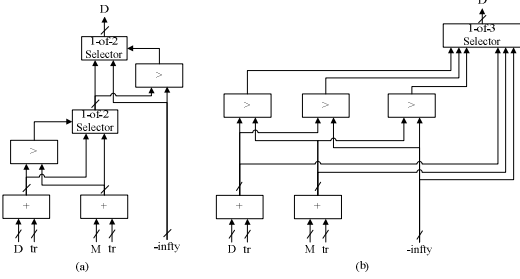 D
1-of-2
Selector
>
1-of-2
Selector
>
+
+
D tr
M tr
-infty
(a)
D
1-of-3
Selector
>
>
>
+
+
D tr
M tr
-infty
(b)